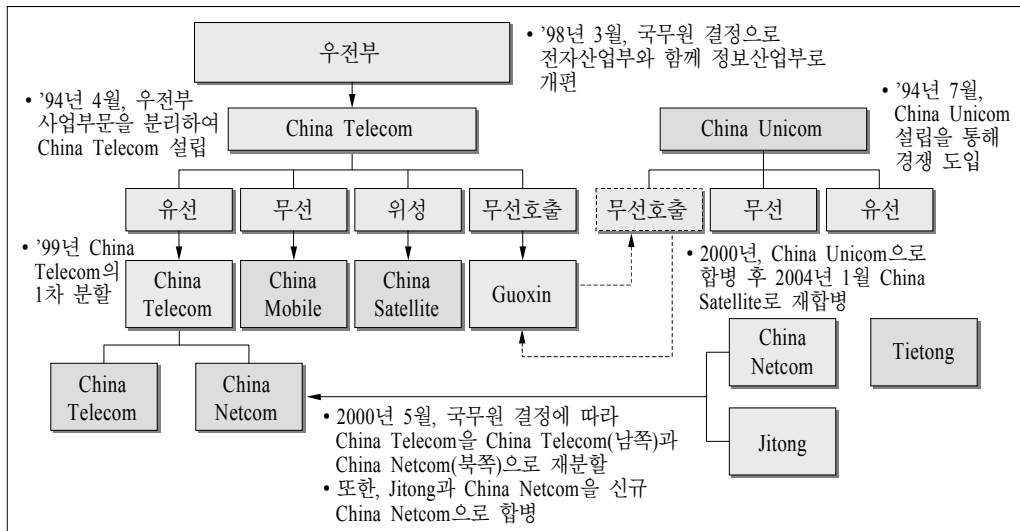 우전부
• ’98년 3월, 국무원 결정으로
전자산업부와 함께 정보산업부로
개편
• ’94년 4월, 우전부
사업부문을 분리하여
China Telecom 설립
China Telecom
China Unicom
• ’94년 7월,
China Unicom
설립을 통해
경쟁 도입
유선
무선
위성
무선호출
무선호출
무선
유선
• ’99년 China
Telecom의
1차 분할
China
Telecom
China
Mobile
China
Satellite
Guoxin
• 2000년, China Unicom으로
합병 후 2004년 1월 China
Satellite로 재합병
China
Telecom
China
Netcom
China
Netcom
Tietong
Jitong
• 2000년 5월, 국무원 결정에 따라
China Telecom을 China Telecom(남쪽)과
China Netcom(북쪽)으로 재분할
• 또한, Jitong과 China Netcom을 신규
China Netcom으로 합병